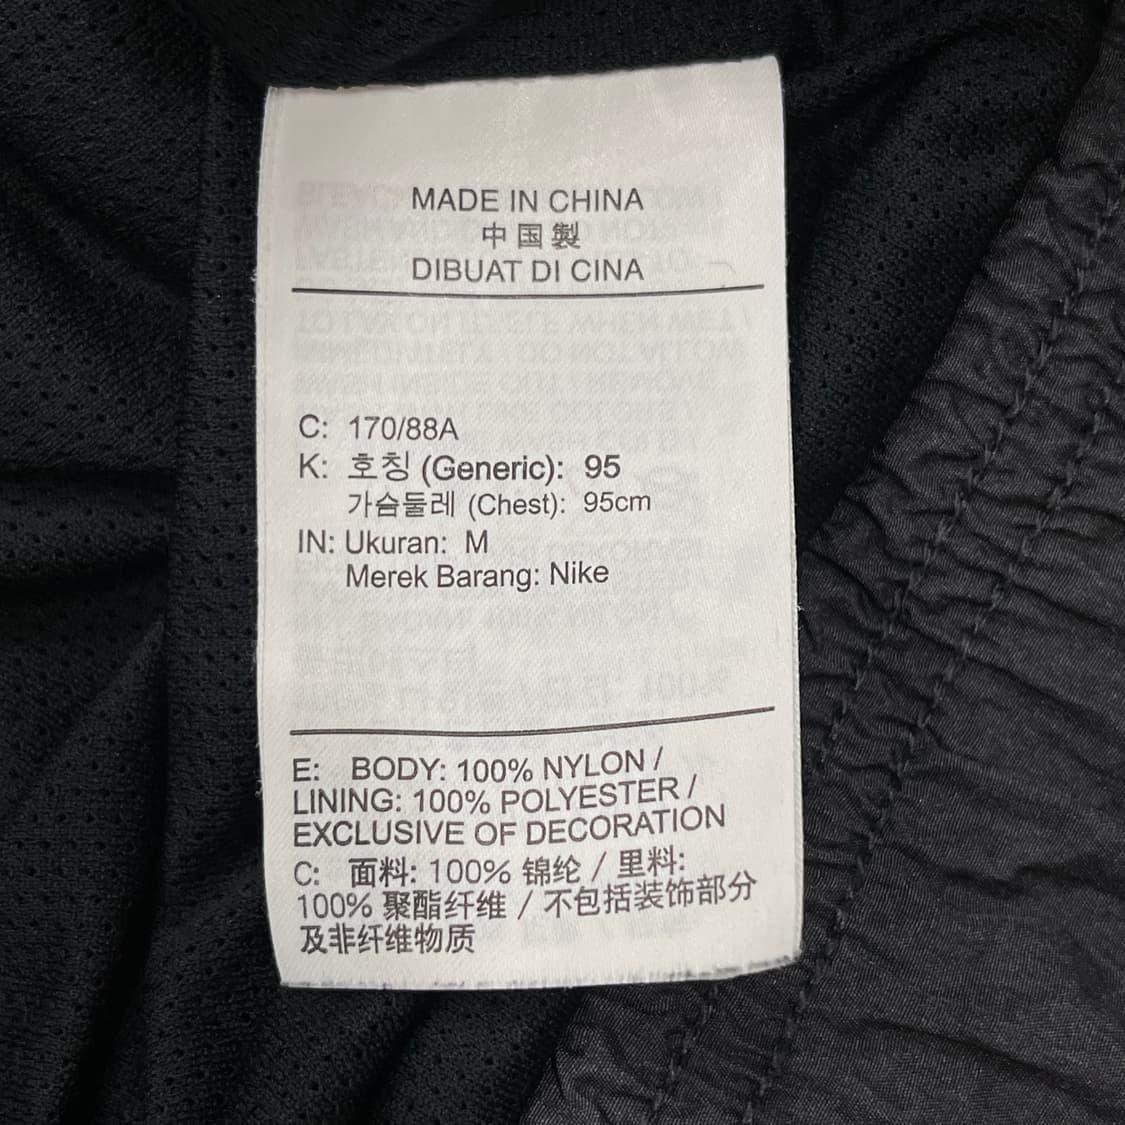 MADE IN CHINA
中国製
DIBUAT DI CINA
C: 170/88A
K: 호칭 (Generic): 95
가슴둘레 (Chest): 95cm
IN: Ukuran: M
Merek Barang: Nike
E: BODY: 100% NYLON /
LINING: 100% POLYESTER /
EXCLUSIVE OF DECORATION
C: 面料: 100% 锦纶 / 里料:
100% 聚酯纤维 / 不包括装饰部分
及非纤维物质